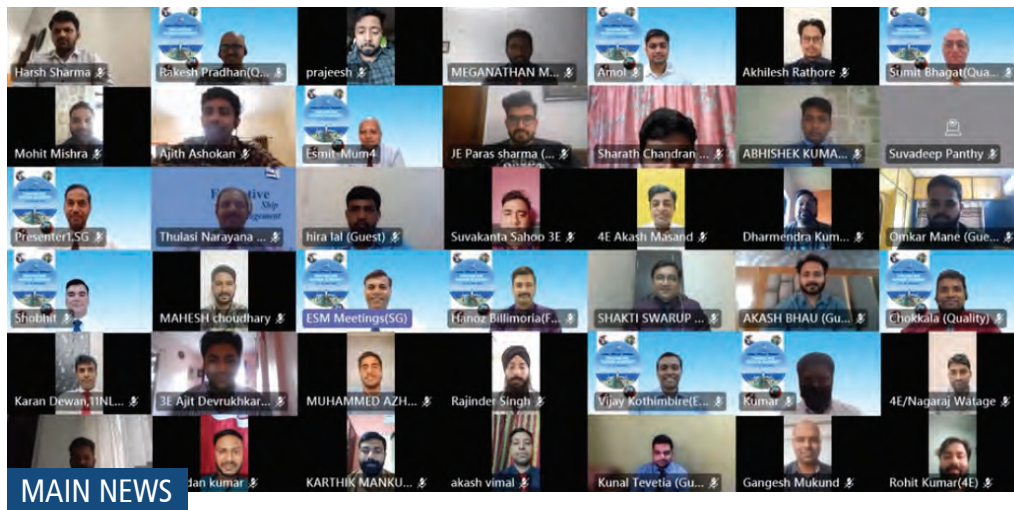 Harsh Sharma
Rakesh Pradhan(Q...
prajeesh
MEGANATHAN M...
Amol
Akhilesh Rathore
Sumit Bhagat(Qua...
Mohit Mishra
Ajith Ashokan
Esmit-Mum4
JE Paras sharma (...
Sharath Chandran ...
ABHISHEK KUMA...
Suvadeep Panthy
Presenter1.SG
Thulasi Narayana ...
hira lal (Guest)
Suvakanta Sahoo 3E
4E Akash Masand
Dharmendra Kum...
Omkar Mane (Gue...
Shobhit
MAHESH choudhary
ESM Meetings(SG)
Hanoz Billimoria(F...
SHAKTI SWARUP ...
AKASH BHAU (Gu...
Chokkala (Quality)
Karan Dewan,11NL...
3E Ajit Devrukhkar...
MUHAMMED AZH...
Rajinder Singh
Vijay Kothimbire(E...
Kumar
4E/Nagaraj Watage
dan kumar
KARTHIK MANKU...
akash vimal
Kunal Tevetia (Gu...
Gangesh Mukund
Rohit Kumar(4E)
MAIN NEWS